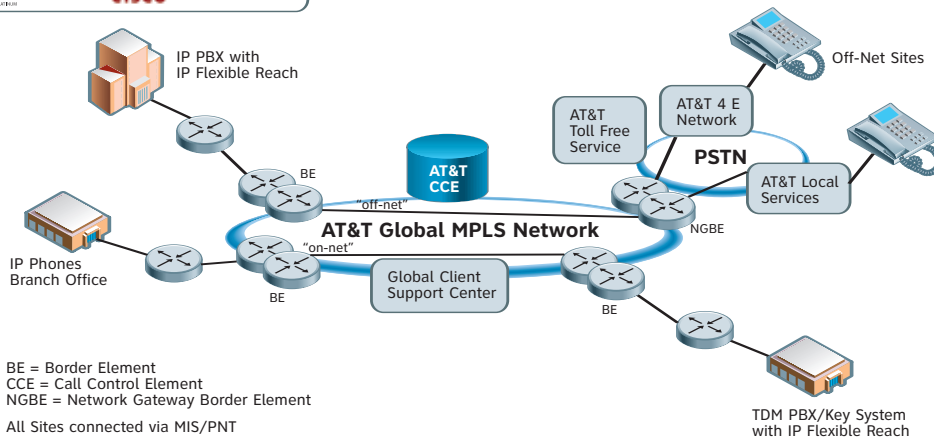 CISCO
IP PBX with
IP Flexible Reach
Off-Net Sites
AT&T 4 E
Network
AT&T
Toll Free
Service
PSTN
AT&T Local
Services
BE
AT&T
CCE
"off-net"
AT&T Global MPLS Network
NGBE
"on-net"
IP Phones
Branch Office
Global Client
Support Center
BE
BE
BE = Border Element
CCE = Call Control Element
NGBE = Network Gateway Border Element
All Sites connected via MIS/PNT
TDM PBX/Key System
with IP Flexible Reach